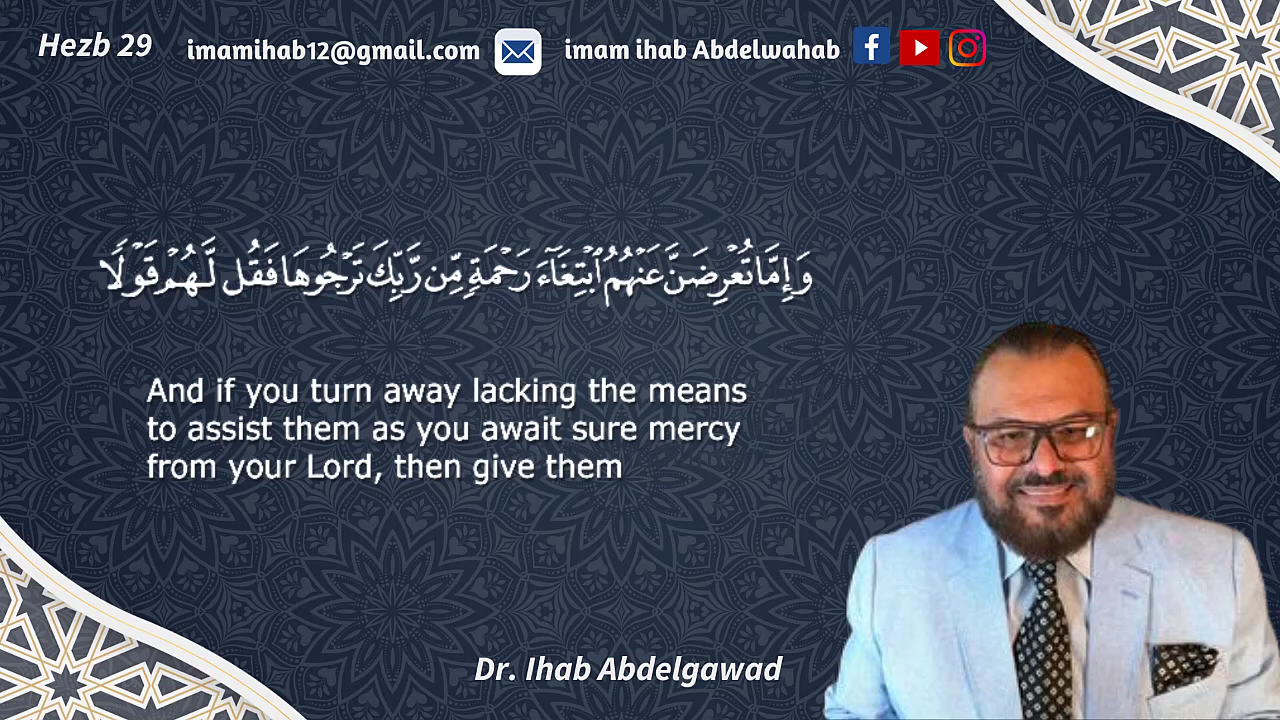 Hezb 29
imamihab12@gmail.com
imam ihab Abdelwahab
وَإِمَّا تُعْرِضَنَّ عَنْهُمُ ٱبْتِغَآءَ رَحْمَةٍ مِّن رَّبِّكَ تَرْجُوهَا فَقُل لَّهُمْ قَوْلًا
And if you turn away lacking the means
to assist them as you await sure mercy
from your Lord, then give them
Dr. Ihab Abdelgawad